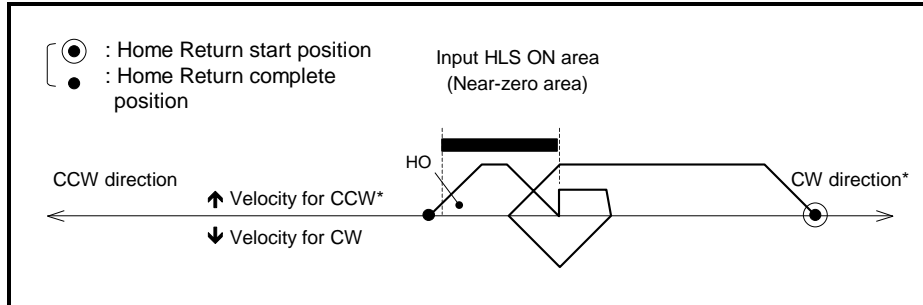 : Home Return start position
: Home Return complete
position
Input HLS ON area
(Near-zero area)
HO
CCW direction
CW direction*
↑ Velocity for CCW*
↓ Velocity for CW